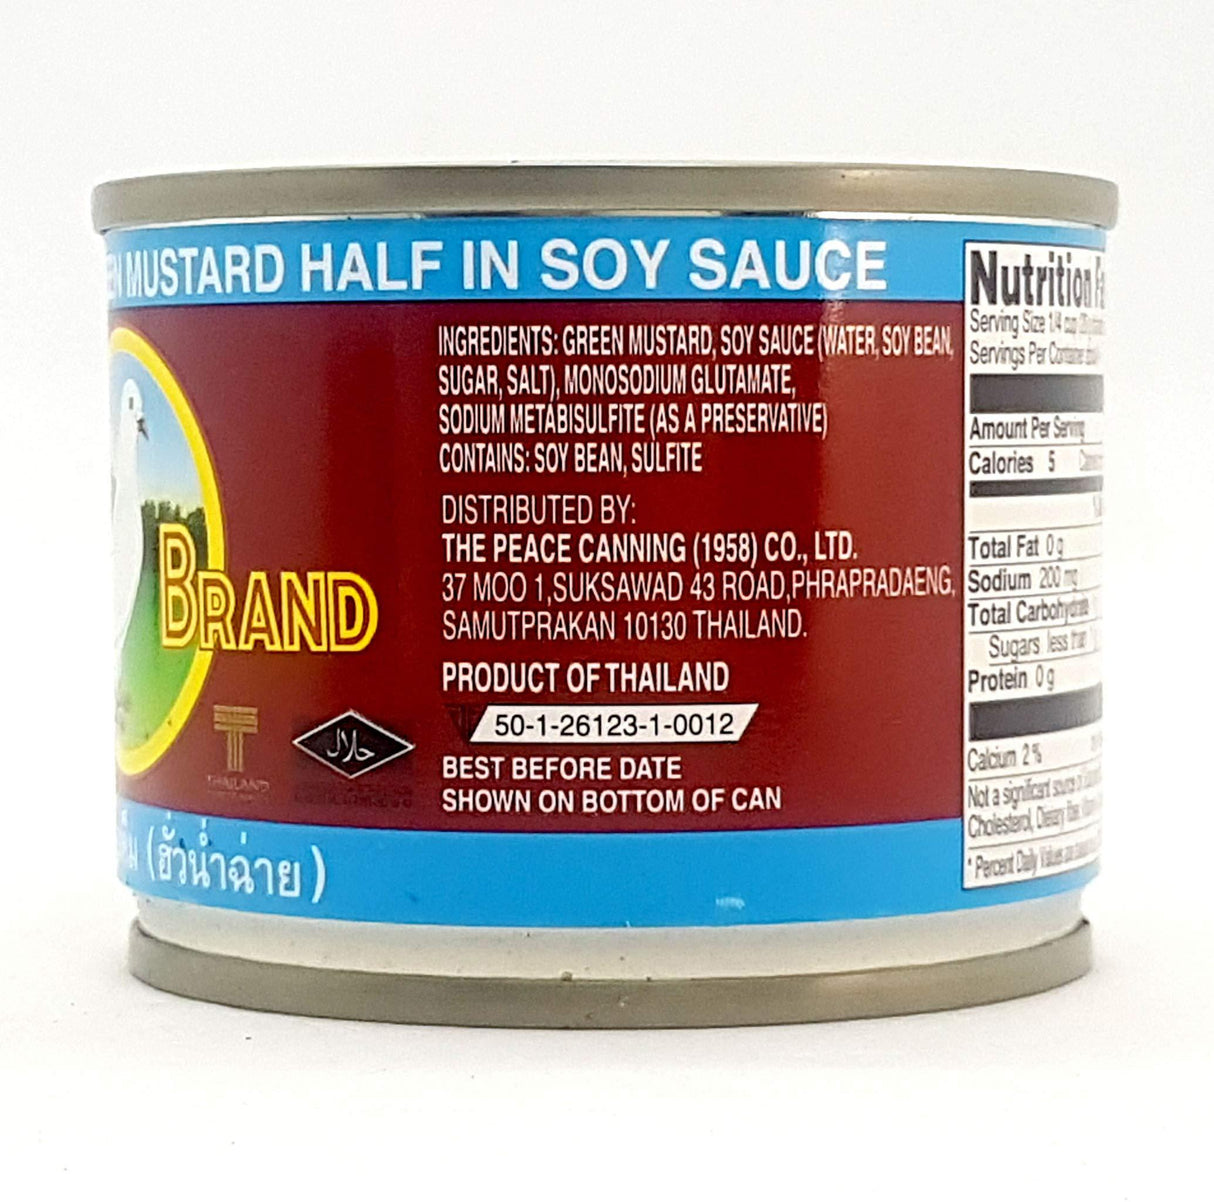 MUSTARD HALF IN SOY SAUCE
BRAND
THAILAND
حلال
(ฮั่วน่ำฉ่าย)
INGREDIENTS: GREEN MUSTARD, SOY SAUCE (WATER, SOY BEAN,
SUGAR, SALT), MONOSODIUM GLUTAMATE,
SODIUM METABISULFITE (AS A PRESERVATIVE)
CONTAINS: SOY BEAN, SULFITE
DISTRIBUTED BY:
THE PEACE CANNING (1958) CO., LTD.
37 MOO 1,SUKSAWAD 43 ROAD,PHRAPRADAENG,
SAMUTPRAKAN 10130 THAILAND.
PRODUCT OF THAILAND
50-1-26123-1-0012
BEST BEFORE DATE
SHOWN ON BOTTOM OF CAN
Nutrition
Serving Size 1/4 cup
Servings Per Container
Amount Per Serving
Calories 5
Total Fat 0 g
Sodium 200 mg
Total Carbohydrate
Sugars less than
Protein 0 g
Calcium 2 %
Not a significant source of
Cholesterol, Dietary
* Percent Daily Values